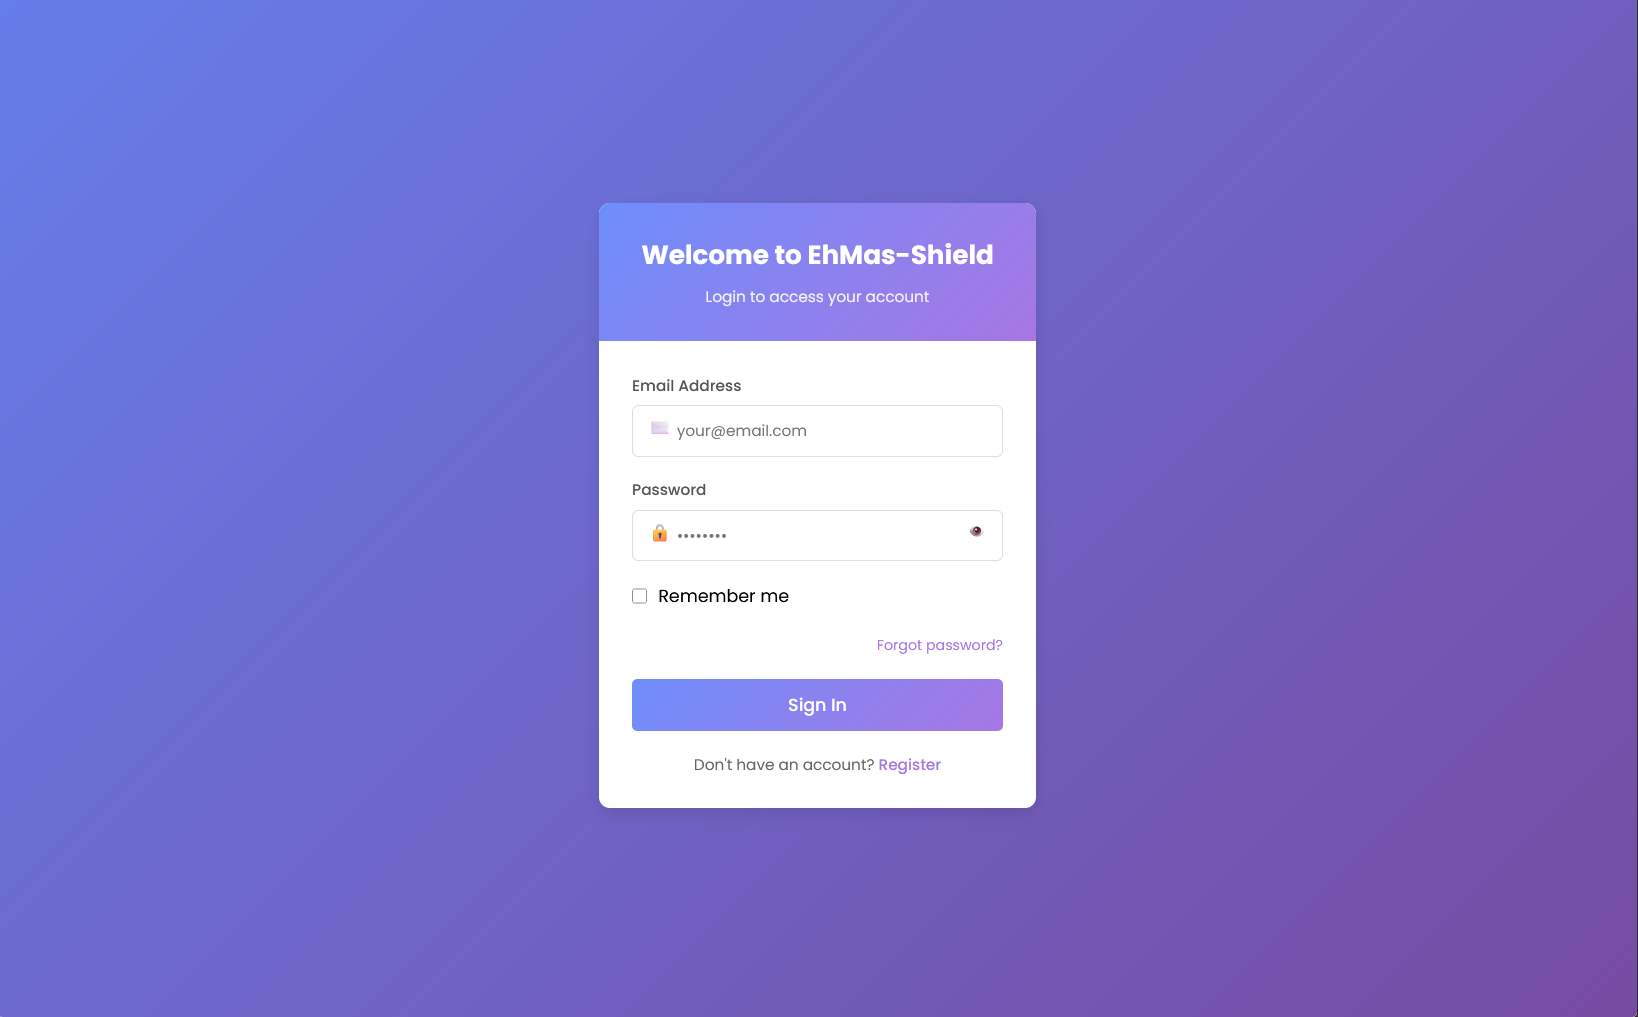 Welcome to EhMas-Shield
Login to access your account
Email Address
your@email.com
Password
••••••••
Remember me
Forgot password?
Sign In
Don't have an account? Register